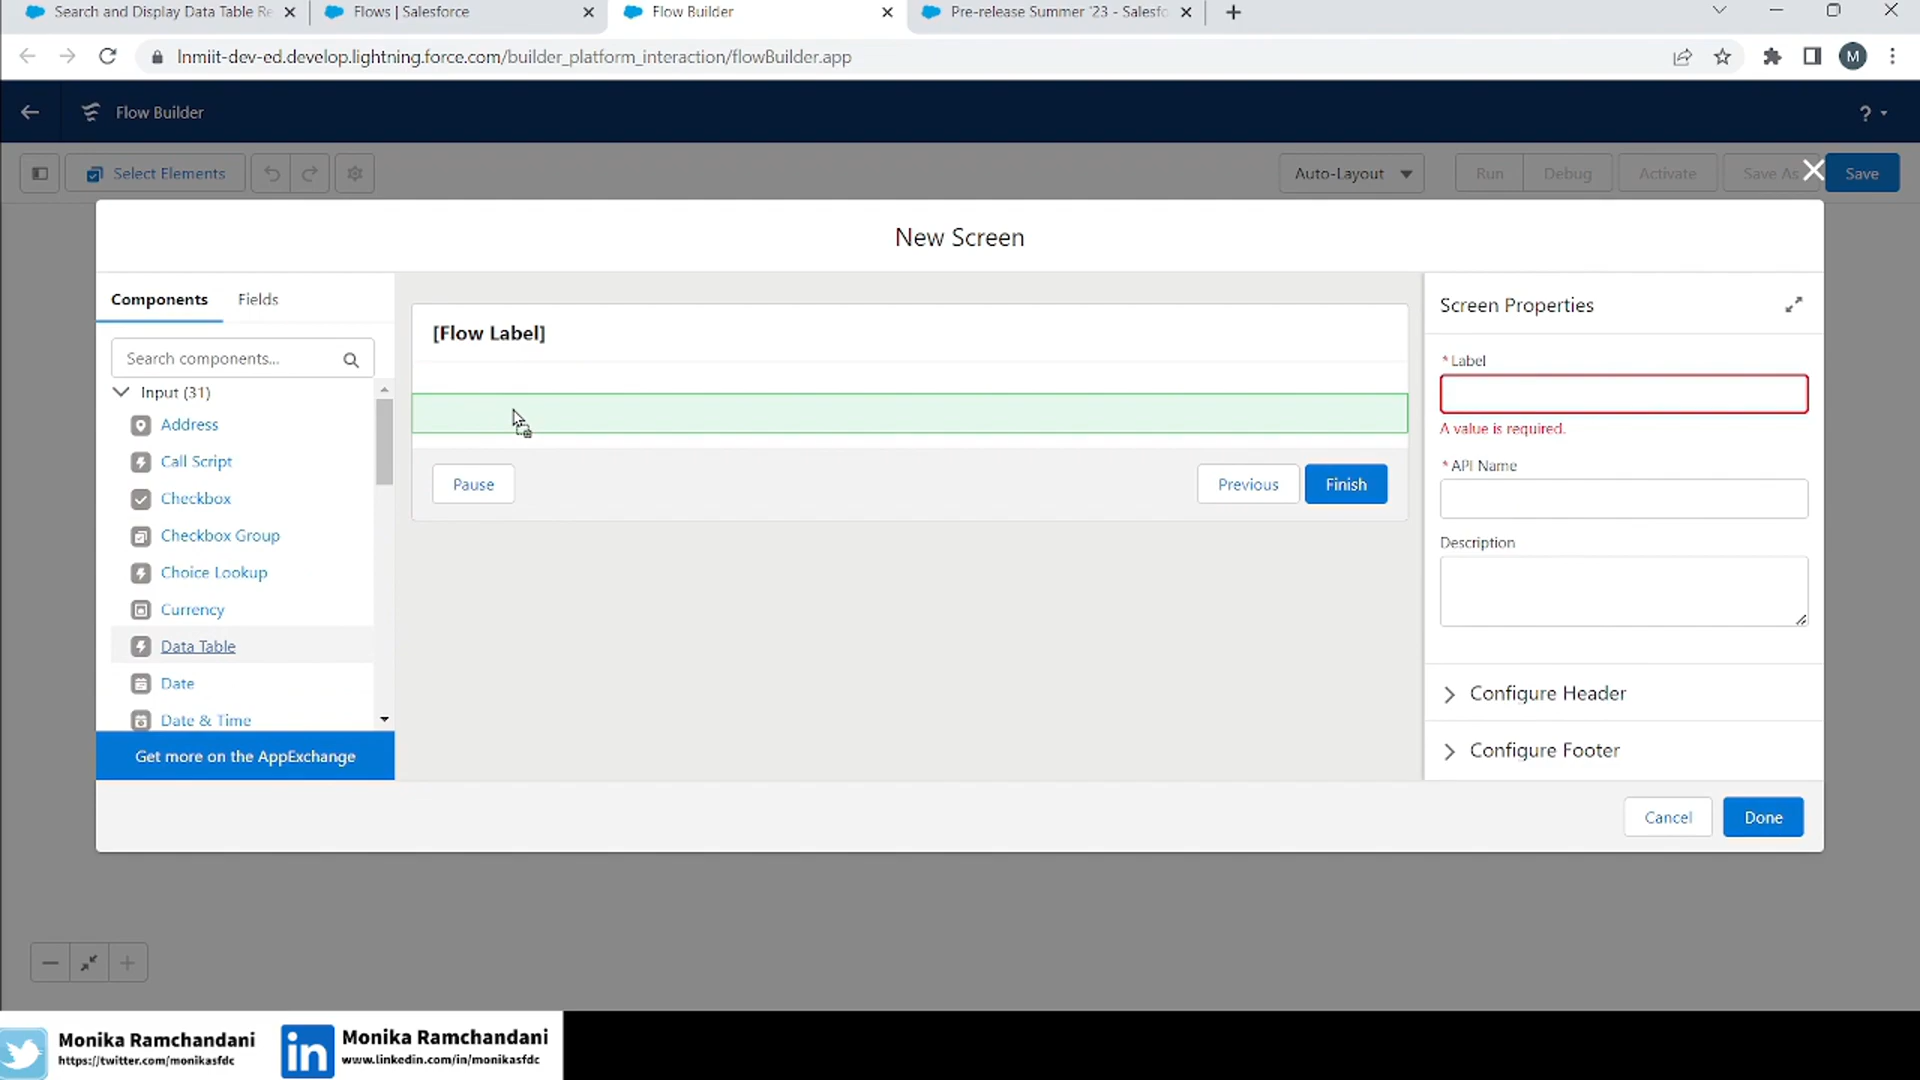 Search and Display Data Table Re
Flows | Salesforce
Flow Builder
Pre-release Summer '23 - Salesfo
lnmiit-dev-ed.develop.lightning.force.com/builder_platform_interaction/flowBuilder.app
M
Flow Builder
?
Select Elements
Auto-Layout
Run
Debug
Activate
Save As
Save
New Screen
Components
Fields
Search components...
Input (31)
Address
Call Script
Checkbox
Checkbox Group
Choice Lookup
Currency
Data Table
Date
Date & Time
Get more on the AppExchange
[Flow Label]
Pause
Previous
Finish
Screen Properties
* Label
A value is required.
* API Name
Description
Configure Header
Configure Footer
Cancel
Done
Monika Ramchandani
https://twitter.com/monikasfdc
in
Monika Ramchandani
www.linkedin.com/in/monikasfdc